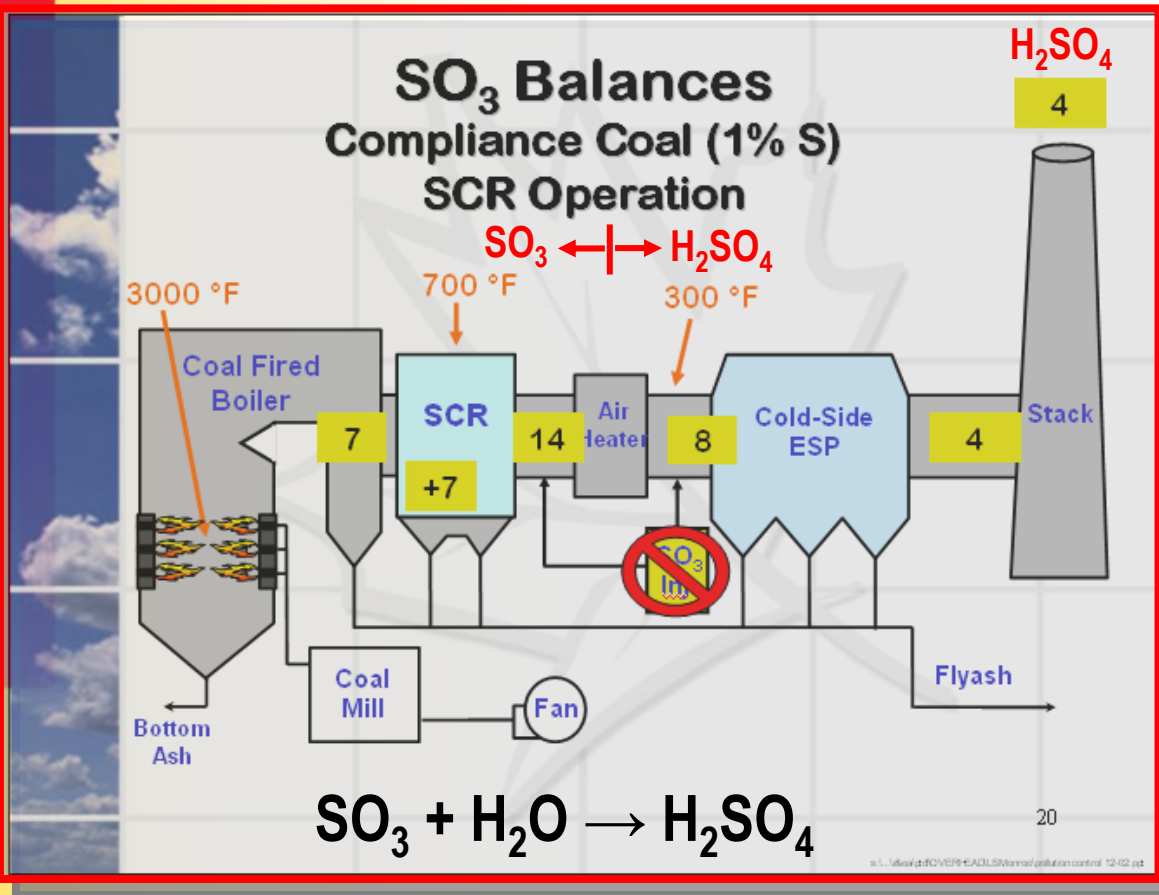 H₂SO₄
4
SO₃ Balances
Compliance Coal (1% S)
SCR Operation
SO₃ ←|→ H₂SO₄
3000 °F
700 °F
300 °F
Coal Fired
Boiler
SCR
Air
Heater
Cold-Side
ESP
Stack
7
14
8
4
+7
SO₃
Inj
Coal
Mill
Fan
Flyash
Bottom
Ash
SO₃ + H₂O → H₂SO₄
20